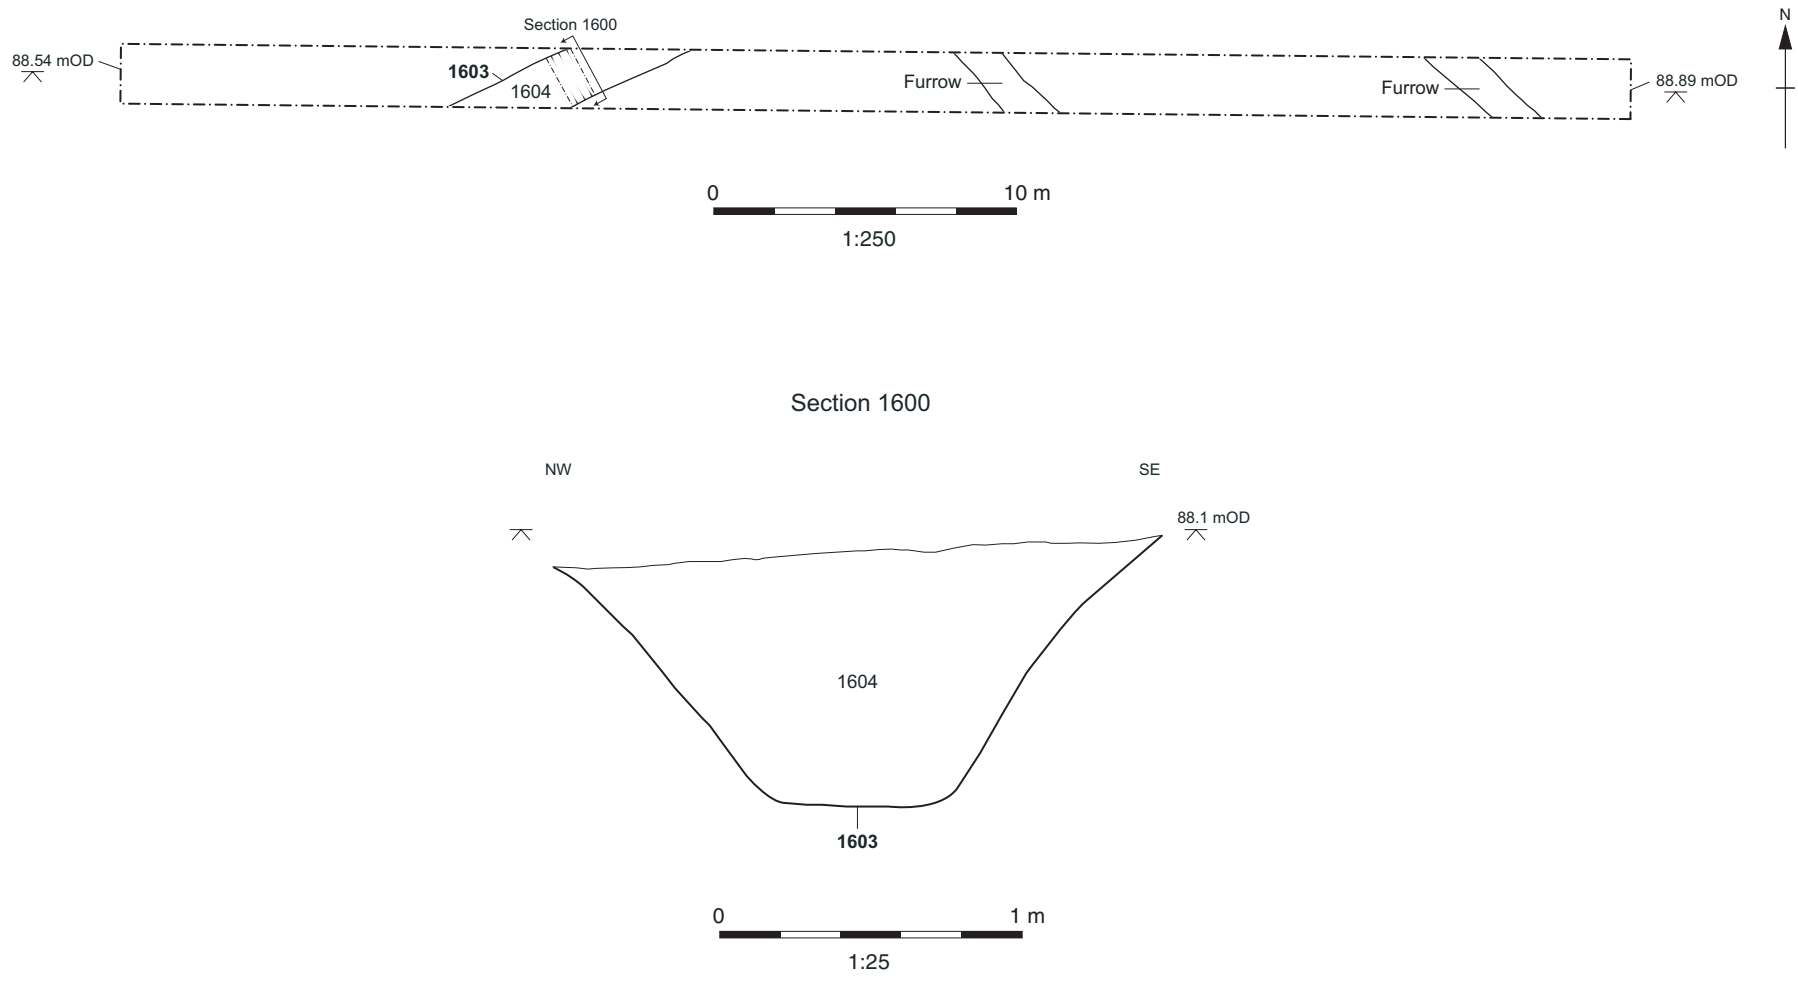 Section 1600
N
88.54 mOD
1603
1604
Furrow
Furrow
88.89 mOD
0 10 m
1:250
Section 1600
NW SE
88.1 mOD
1604
1603
0 1 m
1:25